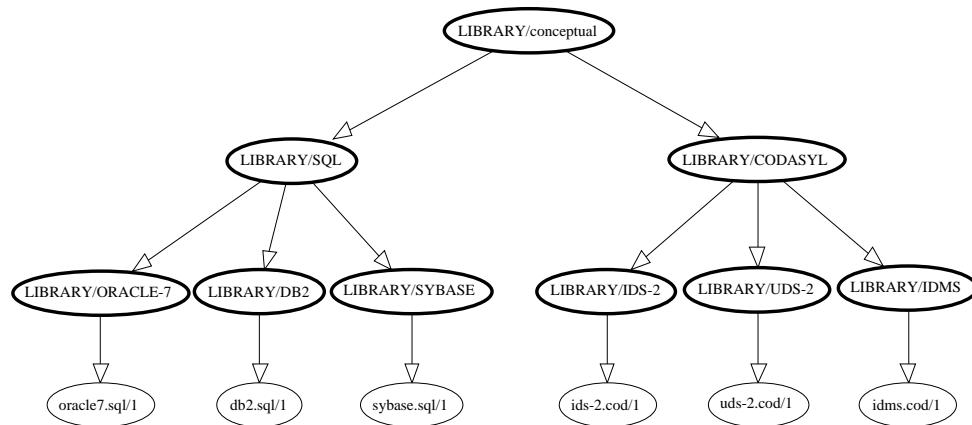 LIBRARY/conceptual
LIBRARY/SQL
LIBRARY/CODASYL
LIBRARY/ORACLE-7
LIBRARY/DB2
LIBRARY/SYBASE
LIBRARY/IDS-2
LIBRARY/UDS-2
LIBRARY/IDMS
oracle7.sql/1
db2.sql/1
sybase.sql/1
ids-2.cod/1
uds-2.cod/1
idms.cod/1